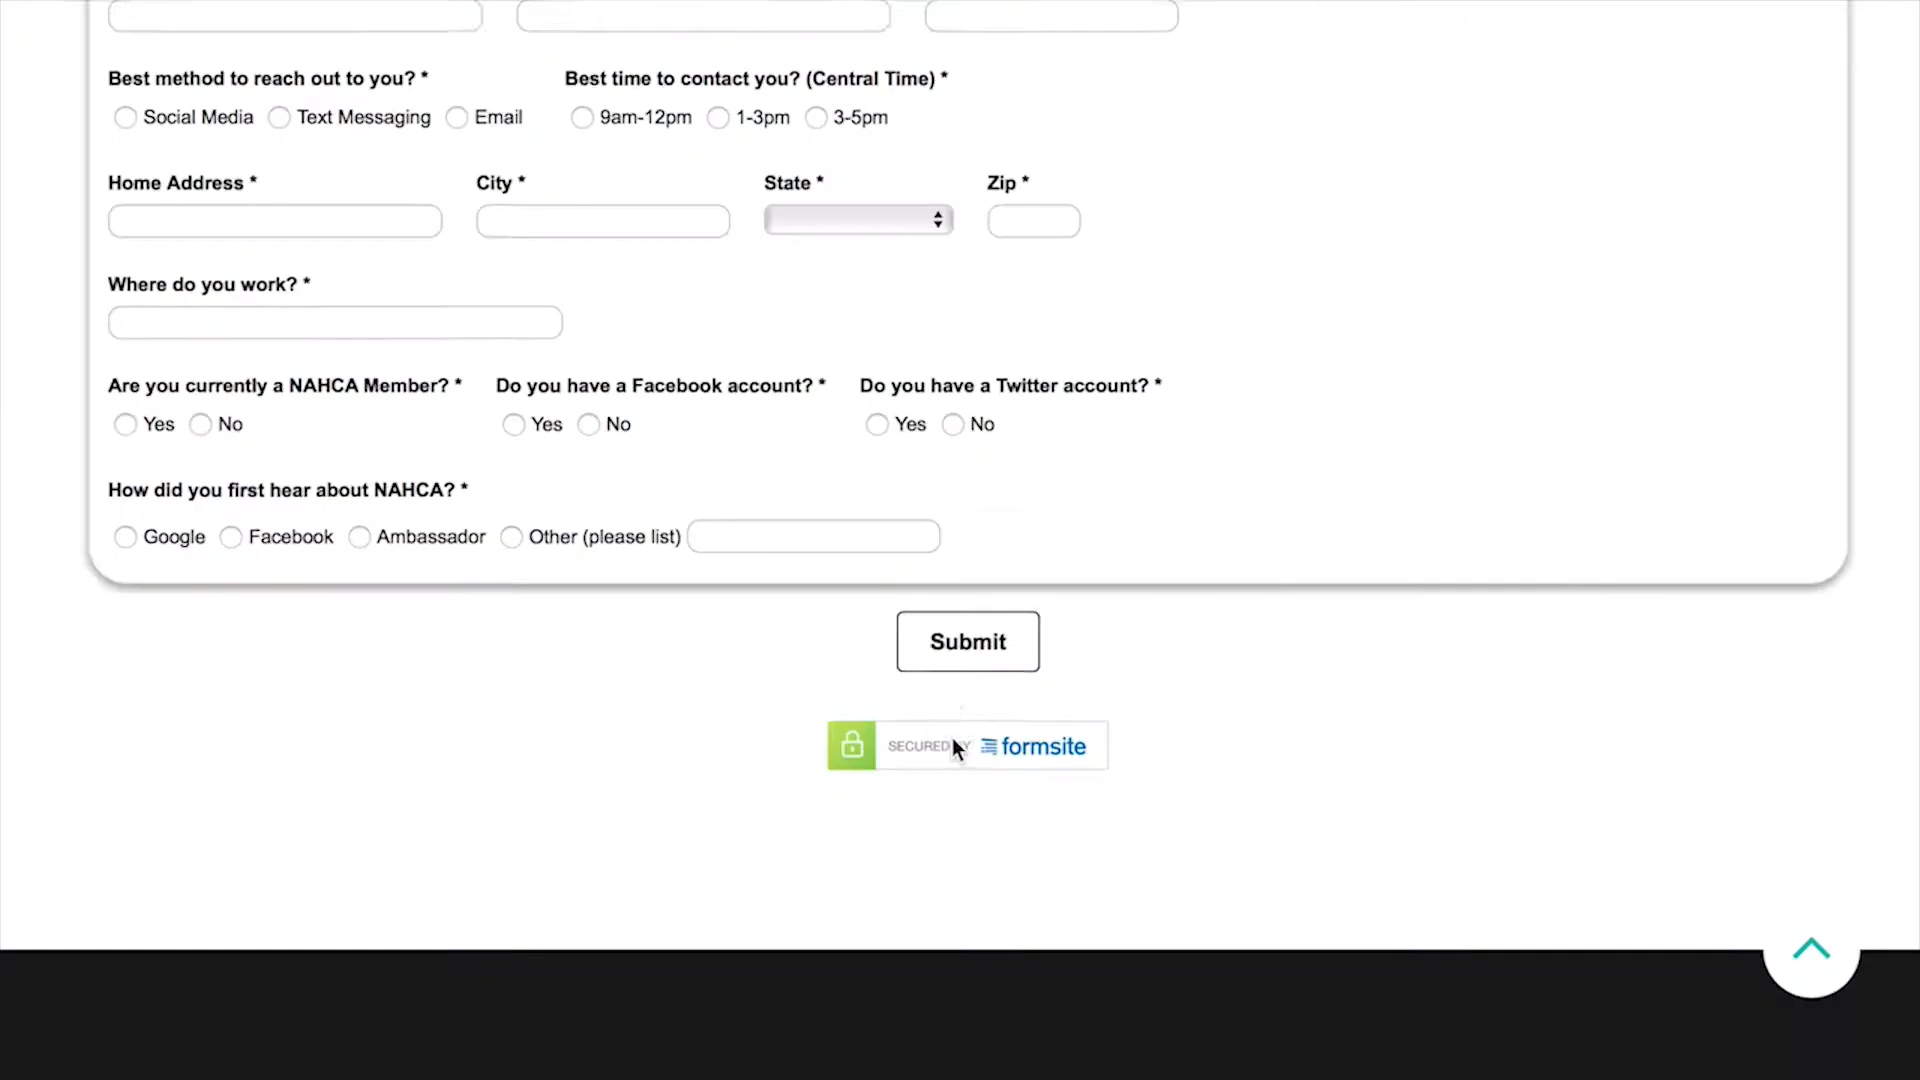 Best method to reach out to you? * Best time to contact you? (Central Time) *
Social Media Text Messaging Email 9am-12pm 1-3pm 3-5pm
Home Address * City * State * Zip *
Where do you work? *
Are you currently a NAHCA Member? * Do you have a Facebook account? * Do you have a Twitter account? *
Yes No Yes No Yes No
How did you first hear about NAHCA? *
Google Facebook Ambassador Other (please list)
Submit
SECURED BY formsite